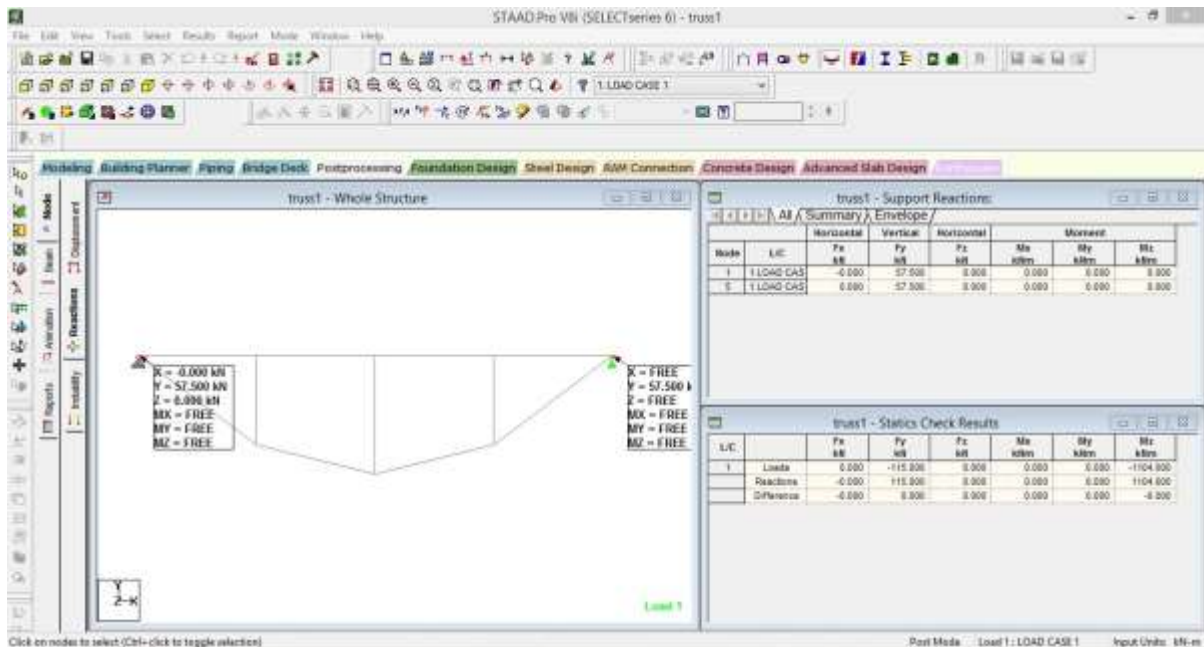 STAAD.Pro V8i (SELECTseries 6) - truss1
File Edit View Tools Select Results Report Mode Window Help
1: LOAD CASE 1
Modeling Building Planner Piping Bridge Deck Postprocessing Foundation Design Steel Design RAM Connection Concrete Design Advanced Slab Design
Node
Beam
Animation
Reports
Displacement
Reactions
Instability
truss1 - Whole Structure
X = -0.000 kN
Y = 57.500 kN
Z = 0.000 kN
MX = FREE
MY = FREE
MZ = FREE
X = FREE
Y = 57.500 k
Z = FREE
MX = FREE
MY = FREE
MZ = FREE
Y
Z X
Load 1
truss1 - Support Reactions:
All Summary Envelope
Horizontal Vertical Horizontal Moment
Node L/C Fx kN Fy kN Fz kN Mx kNm My kNm Mz kNm
1 1 LOAD CAS -0.000 57.500 0.000 0.000 0.000 0.000
5 1 LOAD CAS 0.000 57.500 0.000 0.000 0.000 0.000
truss1 - Statics Check Results
L/C Fx kN Fy kN Fz kN Mx kNm My kNm Mz kNm
1 Loads 0.000 -115.000 0.000 0.000 0.000 -1104.000
Reactions -0.000 115.000 0.000 0.000 0.000 1104.000
Difference -0.000 0.000 0.000 0.000 0.000 -0.000
Click on nodes to select (Ctrl+click to toggle selection)
Post Mode Load 1 : LOAD CASE 1 Input Units: kN-m